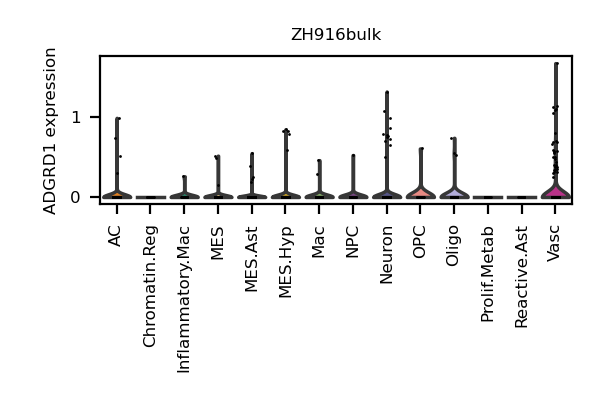 ZH916bulk
ADGRD1 expression
1
0
AC
Chromatin.Reg
Inflammatory.Mac
MES
MES.Ast
MES.Hyp
Mac
NPC
Neuron
OPC
Oligo
Prolif.Metab
Reactive.Ast
Vasc